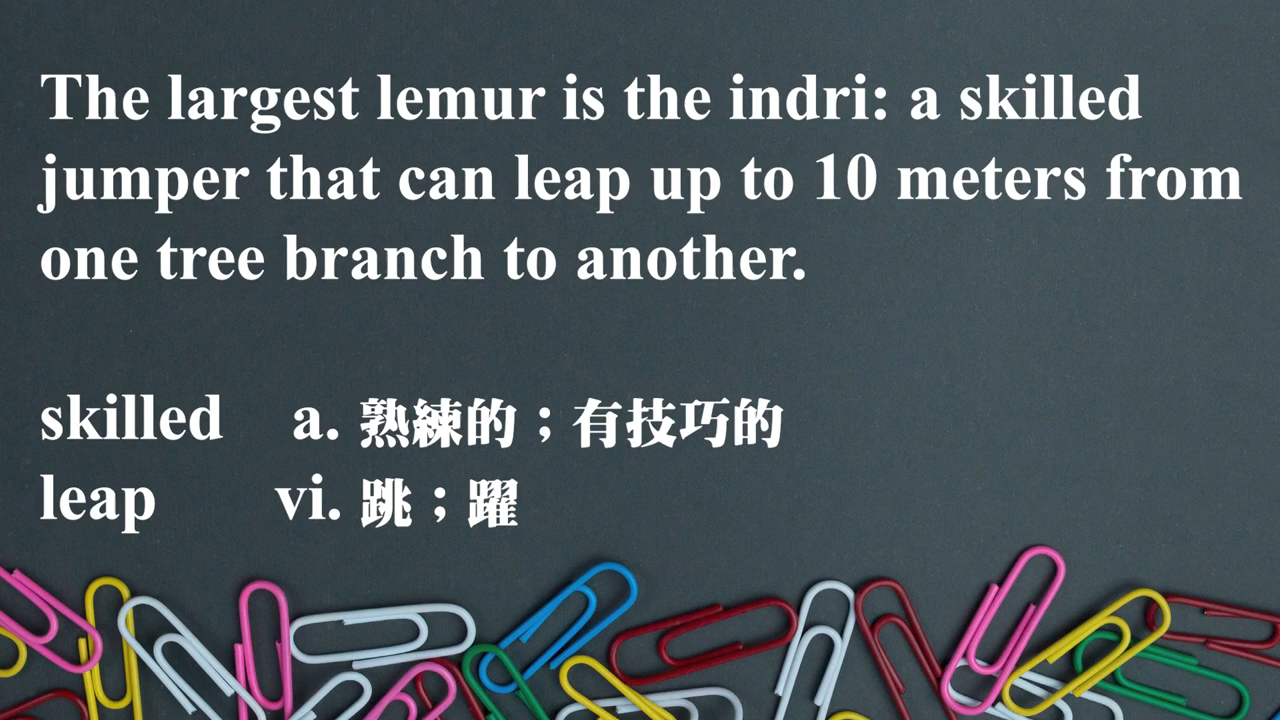 The largest lemur is the indri: a skilled
jumper that can leap up to 10 meters from
one tree branch to another.
skilled a. 熟練的；有技巧的
leap vi. 跳；躍